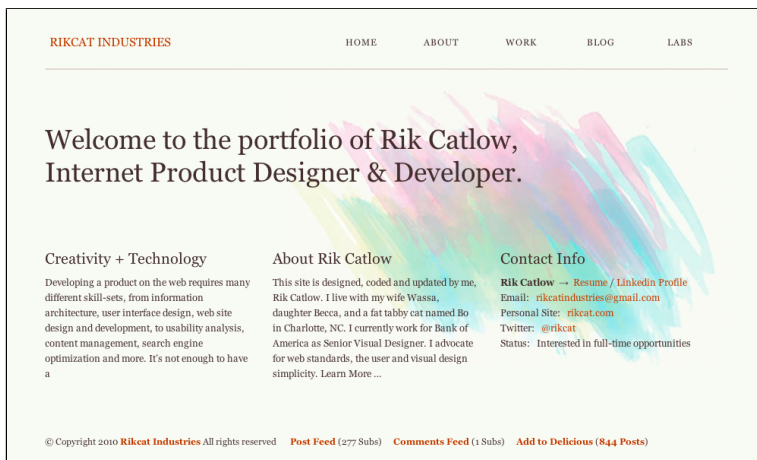 RIKCAT INDUSTRIES
HOME ABOUT WORK BLOG LABS
Welcome to the portfolio of Rik Catlow,
Internet Product Designer & Developer.
Creativity + Technology
Developing a product on the web requires many
different skill-sets, from information
architecture, user interface design, web site
design and development, to usability analysis,
content management, search engine
optimization and more. It's not enough to have
a
About Rik Catlow
This site is designed, coded and updated by me,
Rik Catlow. I live with my wife Wassa,
daughter Becca, and a fat tabby cat named Bo
in Charlotte, NC. I currently work for Bank of
America as Senior Visual Designer. I advocate
for web standards, the user and visual design
simplicity. Learn More ...
Contact Info
Rik Catlow → Resume / Linkedin Profile
Email: rikcatindustries@gmail.com
Personal Site: rikcat.com
Twitter: @rikcat
Status: Interested in full-time opportunities
© Copyright 2010 Rikcat Industries All rights reserved Post Feed (277 Subs) Comments Feed (1 Subs) Add to Delicious (844 Posts)